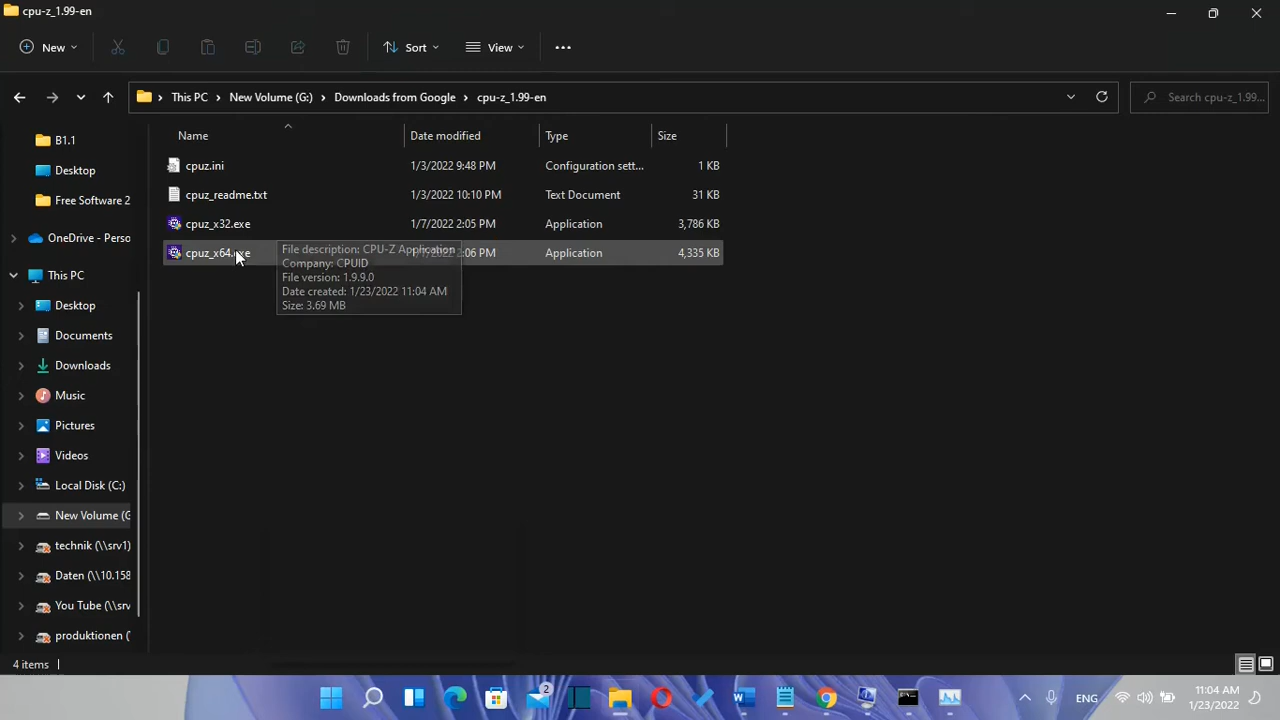 cpu-z_1.99-en
New
Sort
View
This PC
New Volume (G:)
Downloads from Google
cpu-z_1.99-en
Search cpu-z_1.99...
Name
Date modified
Type
Size
B1.1
Desktop
Free Software 2
OneDrive - Perso
This PC
Desktop
Documents
Downloads
Music
Pictures
Videos
Local Disk (C:)
New Volume (G
technik (\\srv1)
Daten (\\10.158
You Tube (\\srv
produktionen (
cpuz.ini 1/3/2022 9:48 PM Configuration sett... 1 KB
cpuz_readme.txt 1/3/2022 10:10 PM Text Document 31 KB
cpuz_x32.exe 1/7/2022 2:05 PM Application 3,786 KB
cpuz_x64.exe :06 PM Application 4,335 KB
File description: CPU-Z Application
Company: CPUID
File version: 1.9.9.0
Date created: 1/23/2022 11:04 AM
Size: 3.69 MB
4 items
2
ENG
11:04 AM
1/23/2022